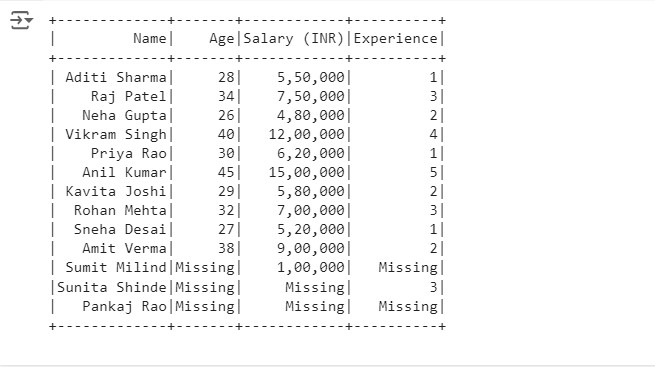 +-------------+-------+------------+----------+
|         Name|    Age|Salary (INR)|Experience|
+-------------+-------+------------+----------+
| Aditi Sharma|     28|    5,50,000|         1|
|    Raj Patel|     34|    7,50,000|         3|
|   Neha Gupta|     26|    4,80,000|         2|
| Vikram Singh|     40|   12,00,000|         4|
|    Priya Rao|     30|    6,20,000|         1|
|   Anil Kumar|     45|   15,00,000|         5|
| Kavita Joshi|     29|    5,80,000|         2|
|  Rohan Mehta|     32|    7,00,000|         3|
|  Sneha Desai|     27|    5,20,000|         1|
|   Amit Verma|     38|    9,00,000|         2|
| Sumit Milind|Missing|    1,00,000|   Missing|
|Sunita Shinde|Missing|     Missing|         3|
|   Pankaj Rao|Missing|     Missing|   Missing|
+-------------+-------+------------+----------+